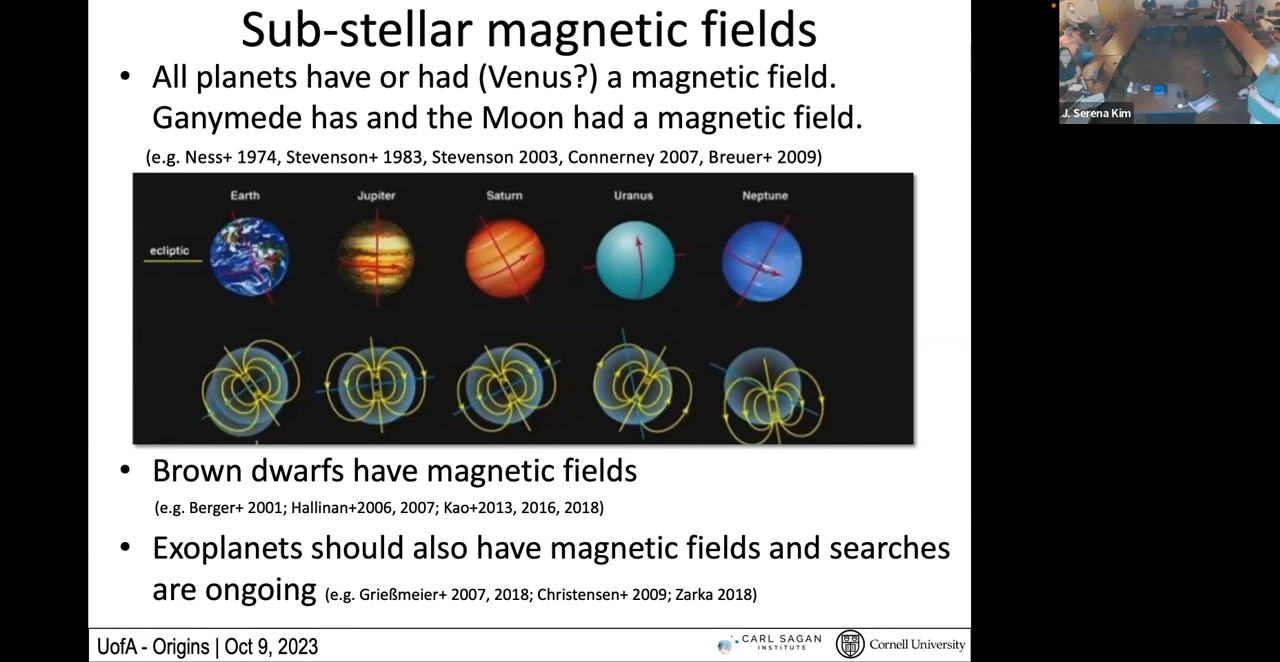 Sub-stellar magnetic fields
• All planets have or had (Venus?) a magnetic field.
Ganymede has and the Moon had a magnetic field.
(e.g. Ness+ 1974, Stevenson+ 1983, Stevenson 2003, Connerney 2007, Breuer+ 2009)
Earth Jupiter Saturn Uranus Neptune
ecliptic
• Brown dwarfs have magnetic fields
(e.g. Berger+ 2001; Hallinan+2006, 2007; Kao+2013, 2016, 2018)
• Exoplanets should also have magnetic fields and searches
are ongoing (e.g. Grießmeier+ 2007, 2018; Christensen+ 2009; Zarka 2018)
UofA - Origins | Oct 9, 2023
CARL SAGAN
INSTITUTE
Cornell University
J. Serena Kim